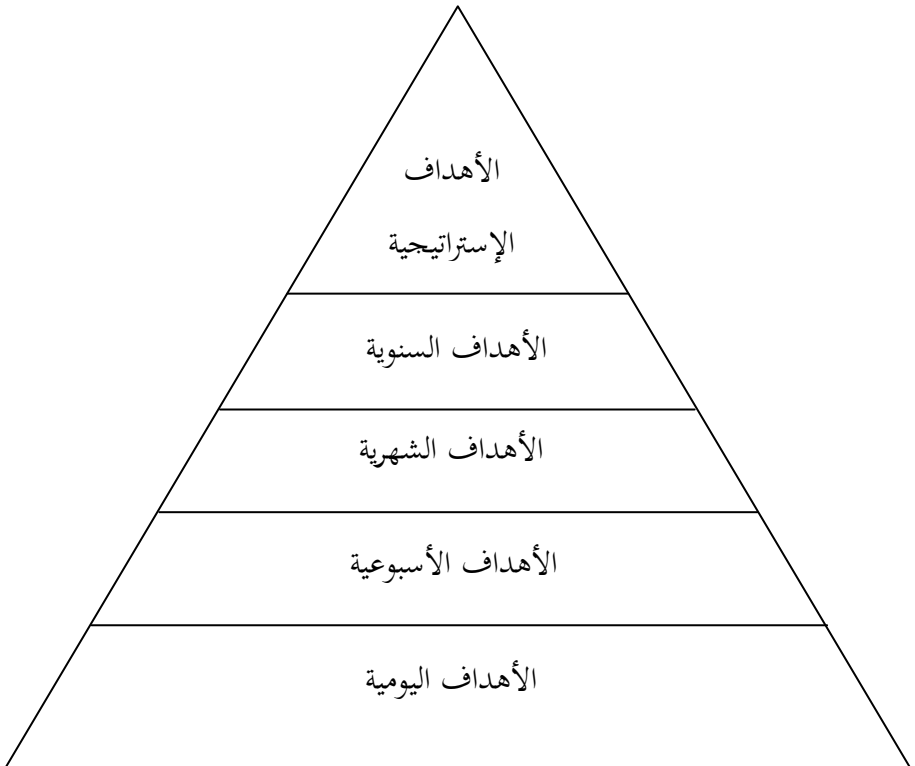 الأهداف
الإستراتيجية
الأهداف السنوية
الأهداف الشهرية
الأهداف الأسبوعية
الأهداف اليومية